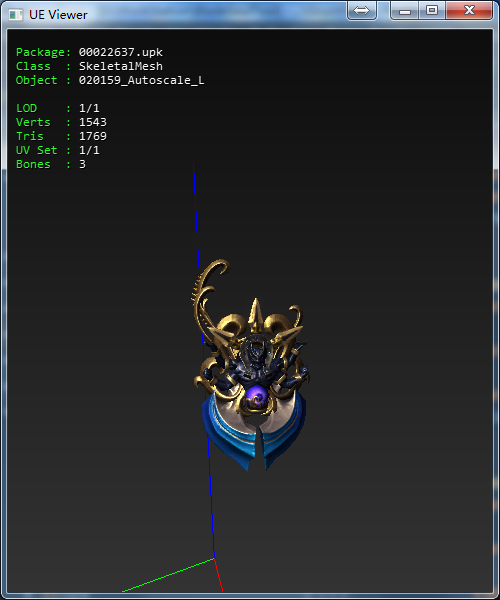 UE Viewer
Package: 00022637.upk
Class : SkeletalMesh
Object : 020159_Autoscale_L
LOD : 1/1
Verts : 1543
Tris : 1769
UV Set : 1/1
Bones : 3